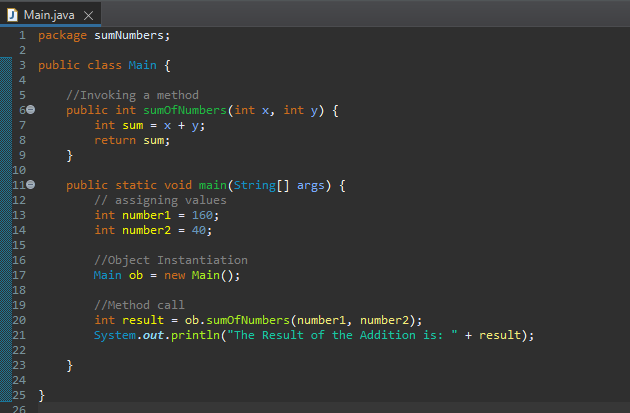 Main.java
1 package sumNumbers;
2
3 public class Main {
4
5     //Invoking a method
6     public int sumOfNumbers(int x, int y) {
7         int sum = x + y;
8         return sum;
9     }
10
11     public static void main(String[] args) {
12         // assigning values
13         int number1 = 160;
14         int number2 = 40;
15
16         //Object Instantiation
17         Main ob = new Main();
18
19         //Method call
20         int result = ob.sumOfNumbers(number1, number2);
21         System.out.println("The Result of the Addition is: " + result);
22
23     }
24
25 }
26